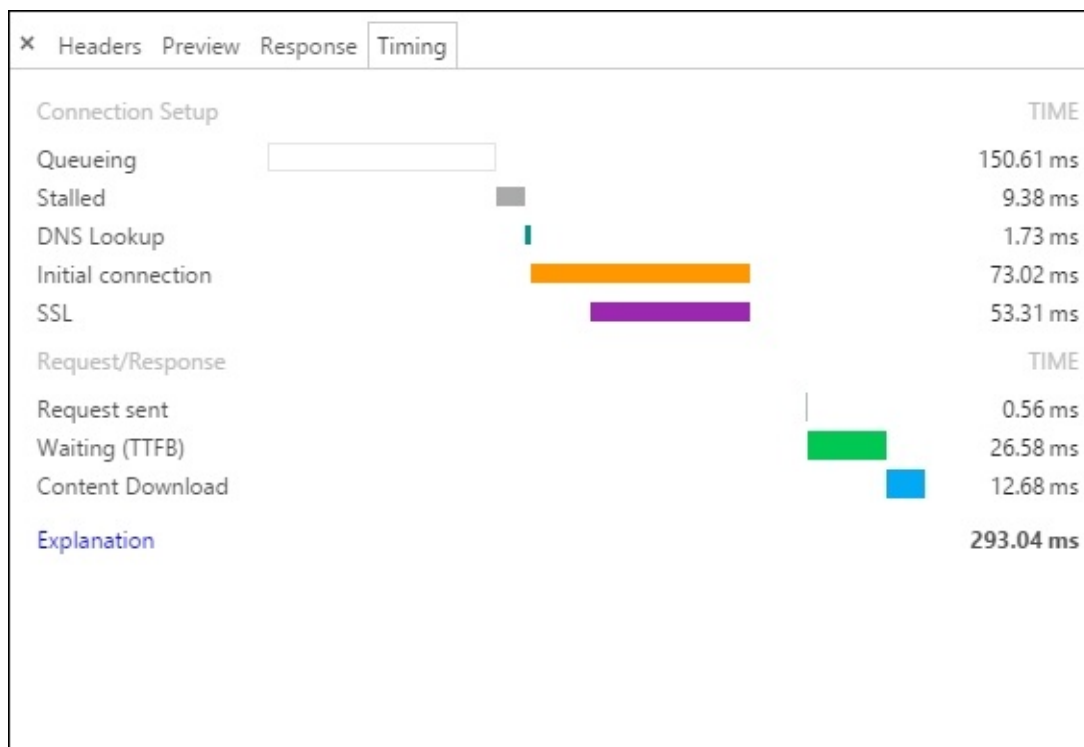 × Headers Preview Response Timing
Connection Setup TIME
Queueing 150.61 ms
Stalled 9.38 ms
DNS Lookup 1.73 ms
Initial connection 73.02 ms
SSL 53.31 ms
Request/Response TIME
Request sent 0.56 ms
Waiting (TTFB) 26.58 ms
Content Download 12.68 ms
Explanation 293.04 ms